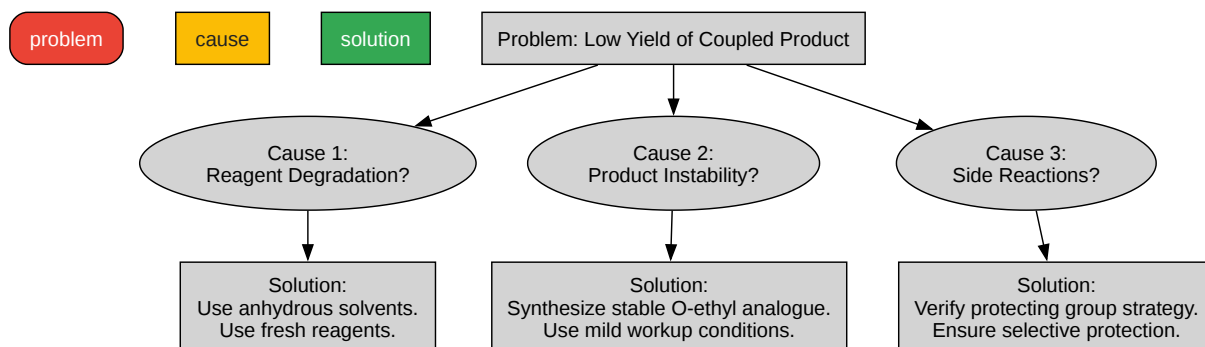 problem
cause
solution
Problem: Low Yield of Coupled Product
Cause 1:
Reagent Degradation?
Cause 2:
Product Instability?
Cause 3:
Side Reactions?
Solution:
Use anhydrous solvents.
Use fresh reagents.
Solution:
Synthesize stable O-ethyl analogue.
Use mild workup conditions.
Solution:
Verify protecting group strategy.
Ensure selective protection.